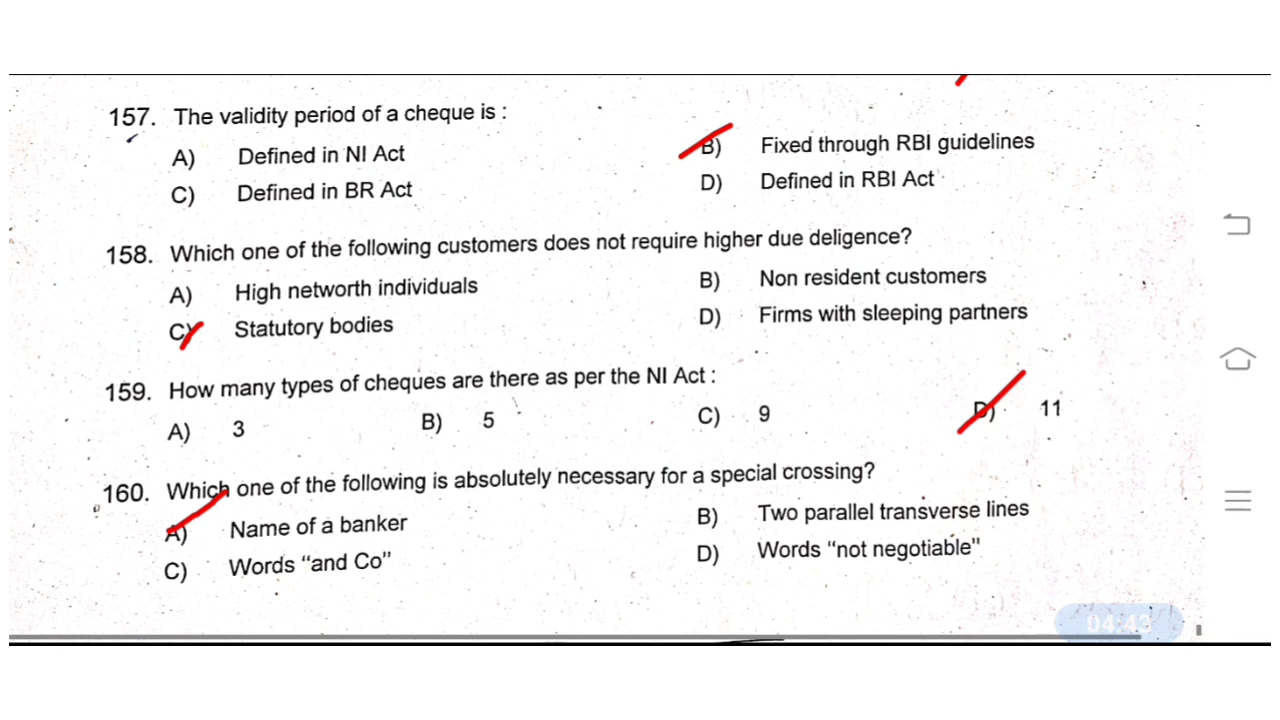 157. The validity period of a cheque is :
A) Defined in NI Act B) Fixed through RBI guidelines
C) Defined in BR Act D) Defined in RBI Act
158. Which one of the following customers does not require higher due deligence?
A) High networth individuals B) Non resident customers
C) Statutory bodies D) Firms with sleeping partners
159. How many types of cheques are there as per the NI Act :
A) 3 B) 5 C) 9 D) 11
160. Which one of the following is absolutely necessary for a special crossing?
A) Name of a banker B) Two parallel transverse lines
C) Words “and Co” D) Words “not negotiable”
04:43